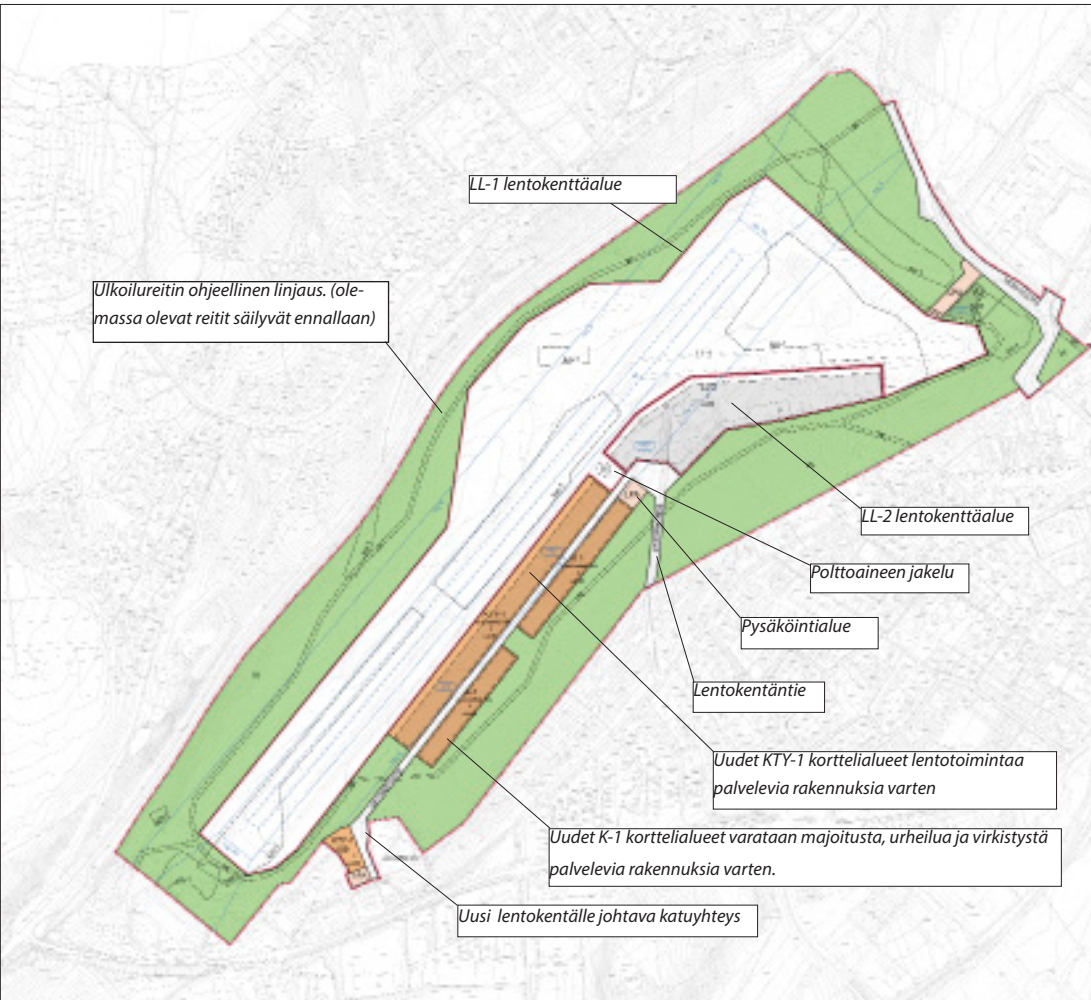 LL-1 lentokenttäalue
Ulkoilureitin ohjeellinen linjaus. (ole-
massa olevat reitit säilyvät ennallaan)
LL-2 lentokenttäalue
Polttoaineen jakelu
Pysäköintialue
Lentokentäntie
Uudet KTY-1 korttelialueet lentotoimintaa
palvelevia rakennuksia varten
Uudet K-1 korttelialueet varataan majoitusta, urheilua ja virkistystä
palvelevia rakennuksia varten.
Uusi lentokentälle johtava katuyhteys